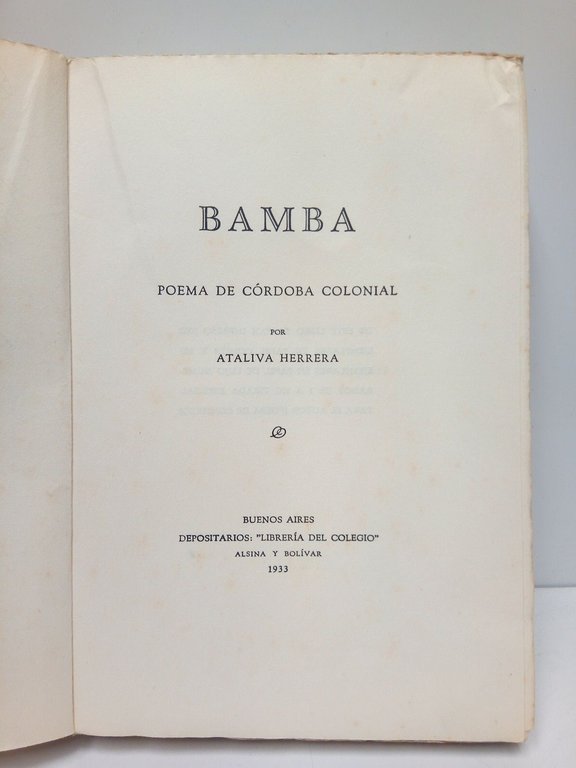 BAMBA
POEMA DE CÓRDOBA COLONIAL
POR
ATALIVA HERRERA
BUENOS AIRES
DEPOSITARIOS: "LIBRERÍA DEL COLEGIO"
ALSINA Y BOLÍVAR
1933